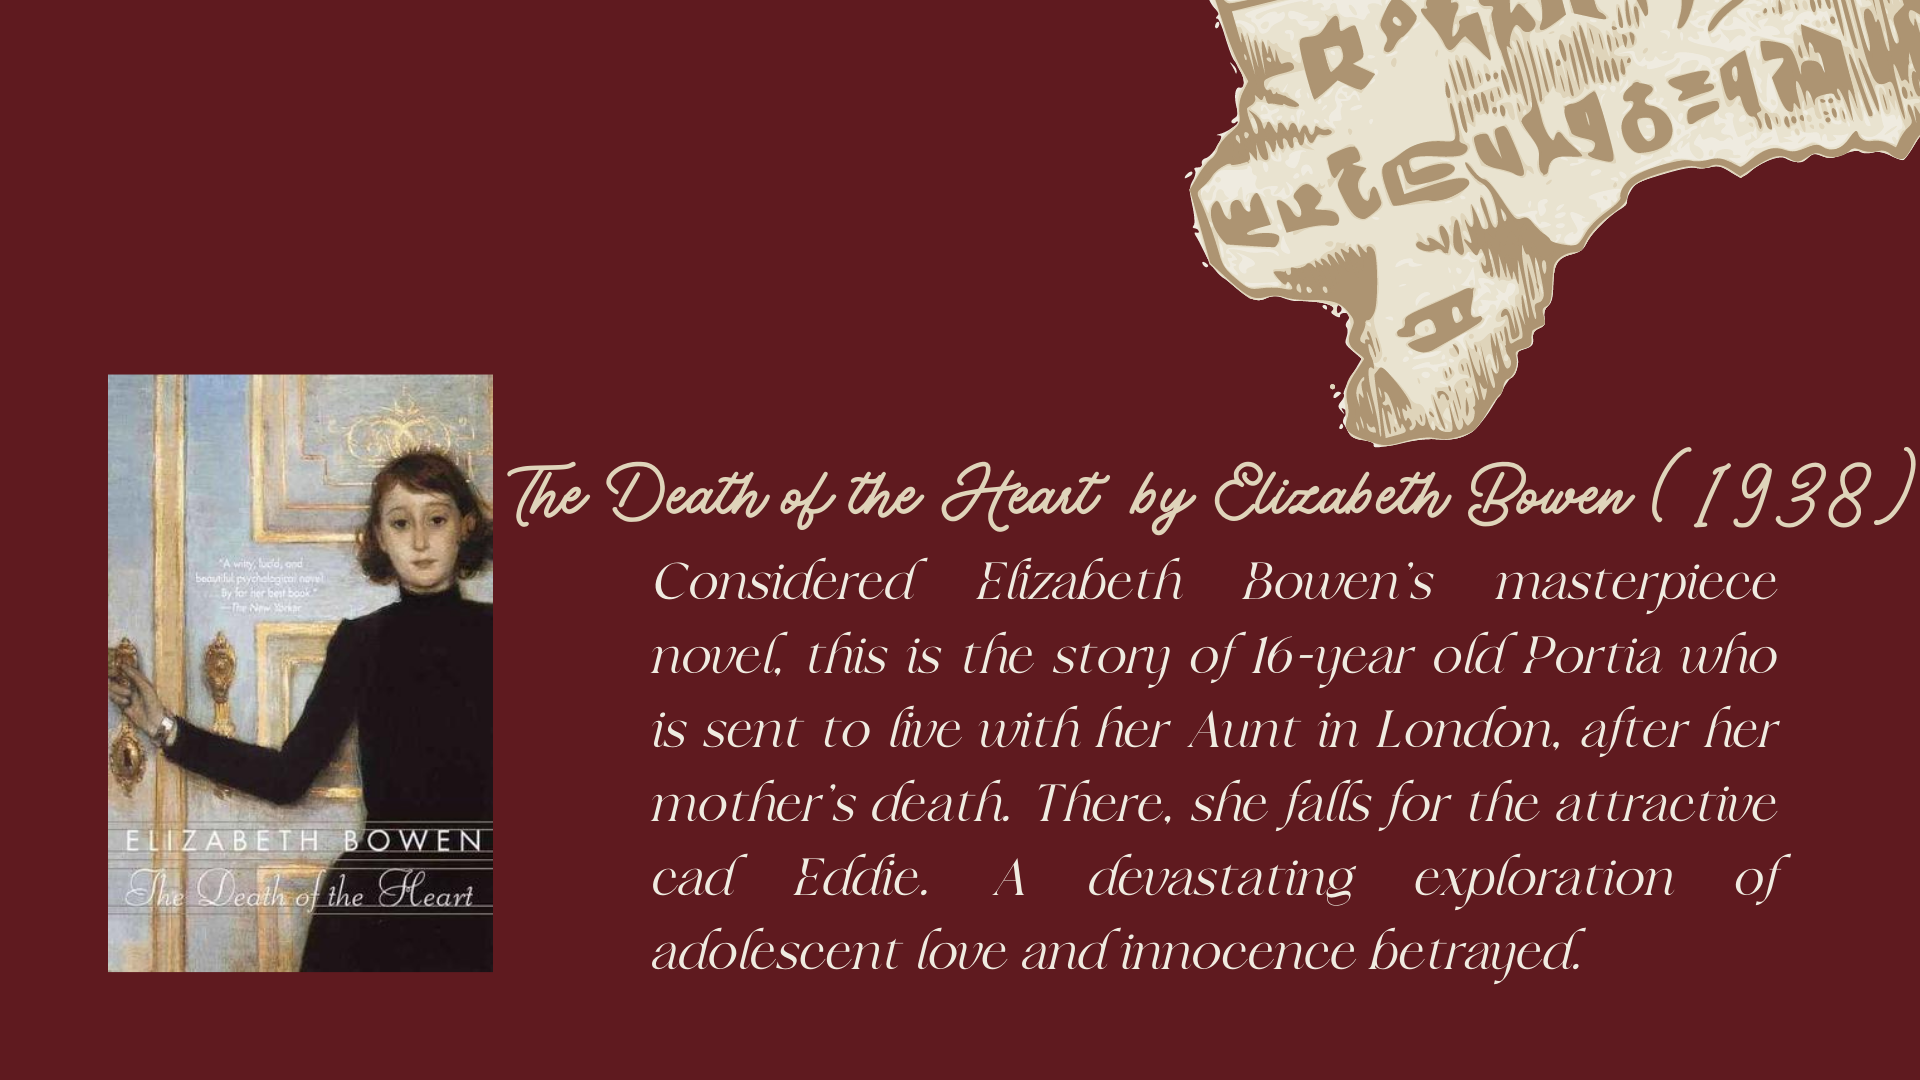 The Death of the Heart by Elizabeth Bowen (1938)
Considered Elizabeth Bowen's masterpiece
novel, this is the story of 16-year old Portia who
is sent to live with her Aunt in London, after her
mother's death. There, she falls for the attractive
cad Eddie. A devastating exploration of
adolescent love and innocence betrayed.
"A witty, lucid, and
beautiful psychological novel
. . . . By far her best book."
—The New Yorker
ELIZABETH BOWEN
The Death of the Heart